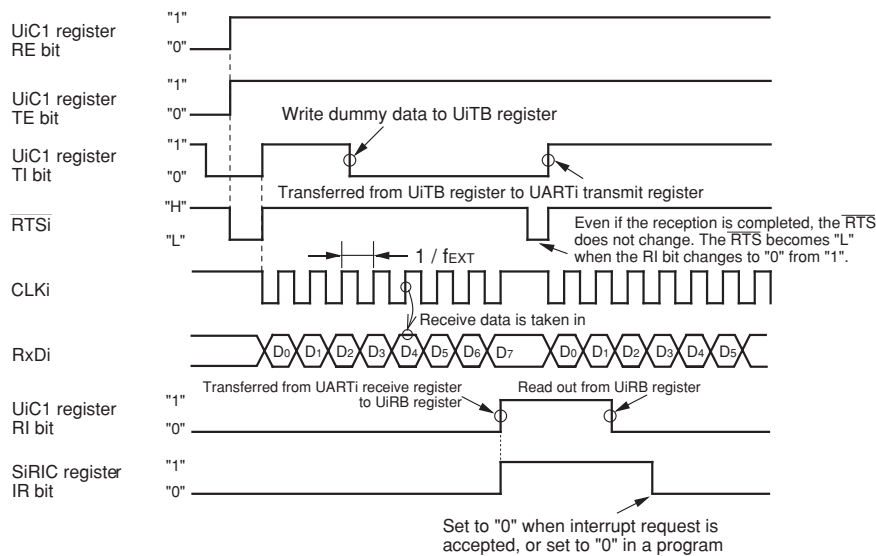 UiC1 register
RE bit
"1"
"0"
UiC1 register
TE bit
"1"
"0"
Write dummy data to UiTB register
UiC1 register
TI bit
"1"
"0"
Transferred from UiTB register to UARTi transmit register
RTSi
"H"
"L"
Even if the reception is completed, the RTS
does not change. The RTS becomes "L"
when the RI bit changes to "0" from "1".
1 / fEXT
CLKi
Receive data is taken in
RxDi
D0 D1 D2 D3 D4 D5 D6 D7 D0 D1 D2 D3 D4 D5
Transferred from UARTi receive register
to UiRB register
Read out from UiRB register
UiC1 register
RI bit
"1"
"0"
SiRIC register
IR bit
"1"
"0"
Set to "0" when interrupt request is
accepted, or set to "0" in a program